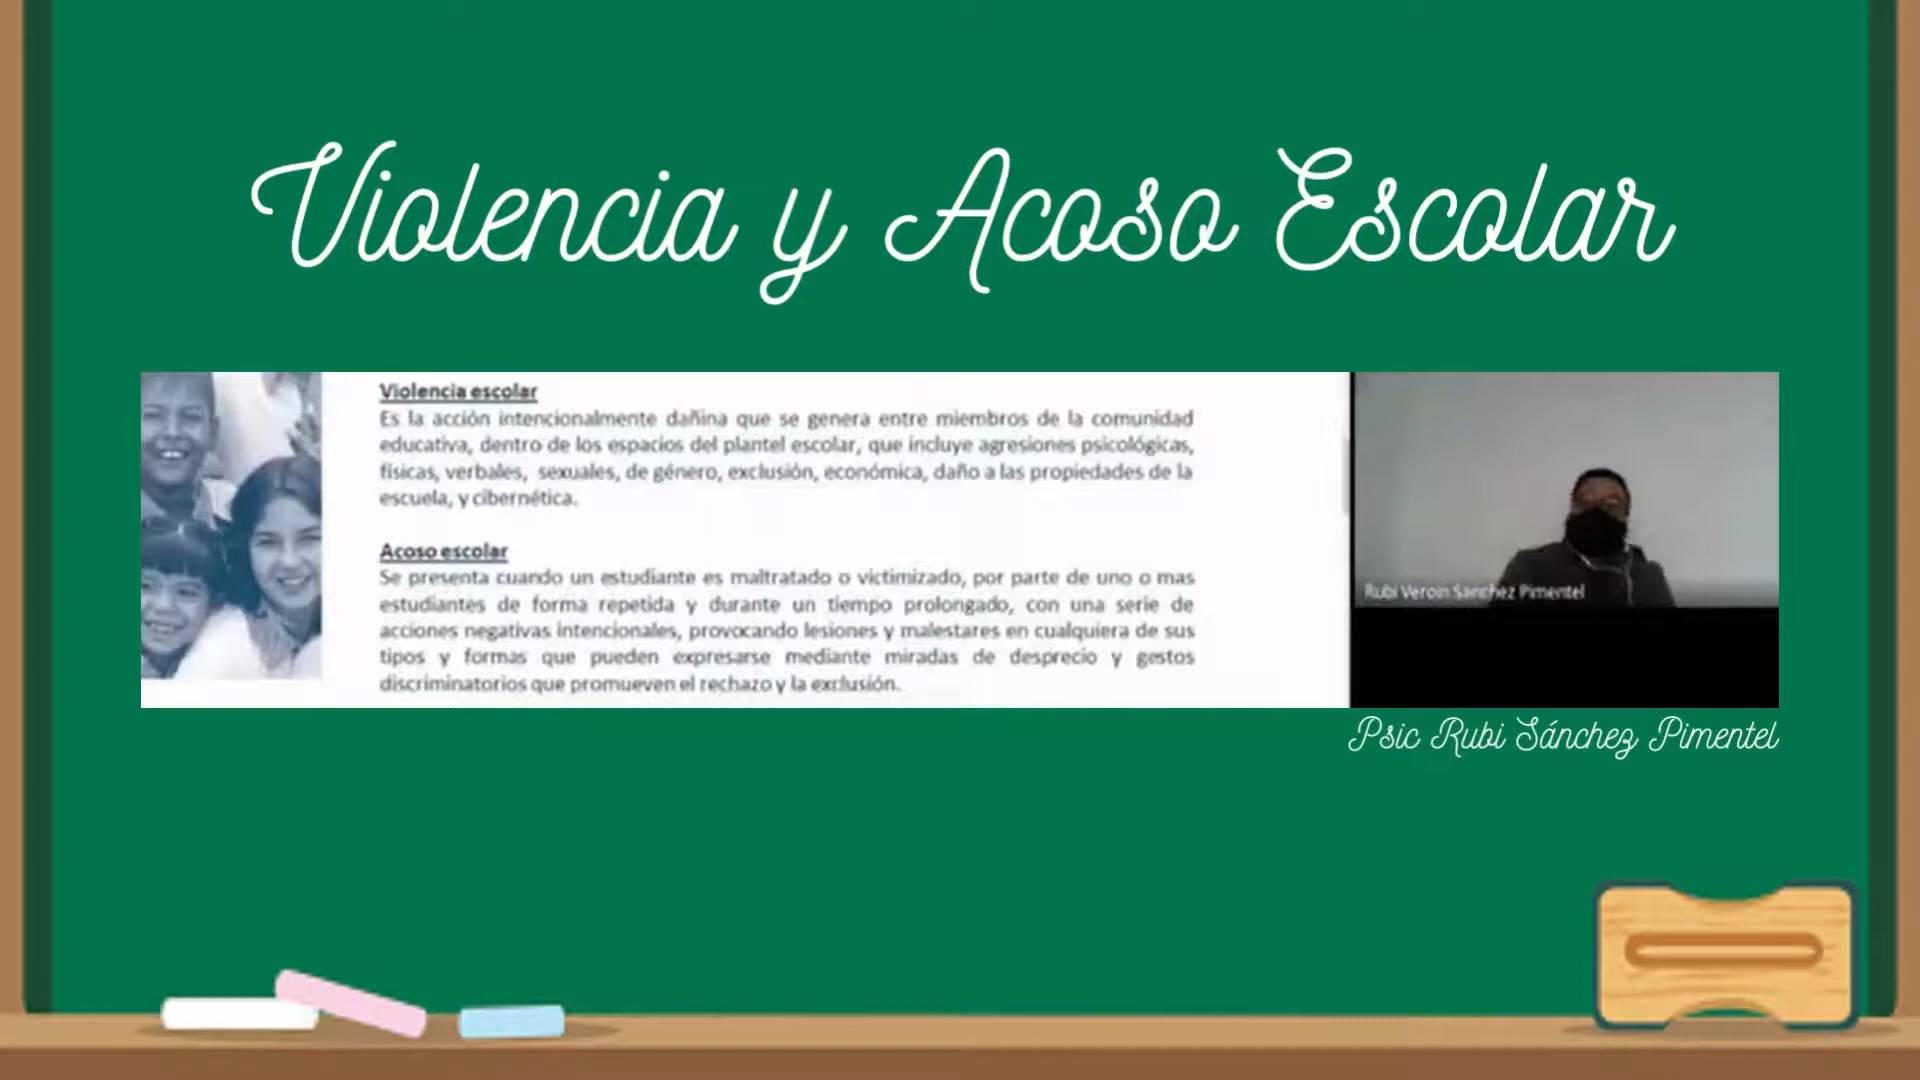 Violencia y Acoso Escolar
Violencia escolar
Es la acción intencionalmente dañina que se genera entre miembros de la comunidad
educativa, dentro de los espacios del plantel escolar, que incluye agresiones psicológicas,
físicas, verbales, sexuales, de género, exclusión, económica, daño a las propiedades de la
escuela, y cibernética.
Acoso escolar
Se presenta cuando un estudiante es maltratado o victimizado, por parte de uno o mas
estudiantes de forma repetida y durante un tiempo prolongado, con una serie de
acciones negativas intencionales, provocando lesiones y malestares en cualquiera de sus
tipos y formas que pueden expresarse mediante miradas de desprecio y gestos
discriminatorios que promueven el rechazo y la exclusión.
Rubi Veroin Sanchez Pimentel
Psic Rubi Sánchez Pimentel